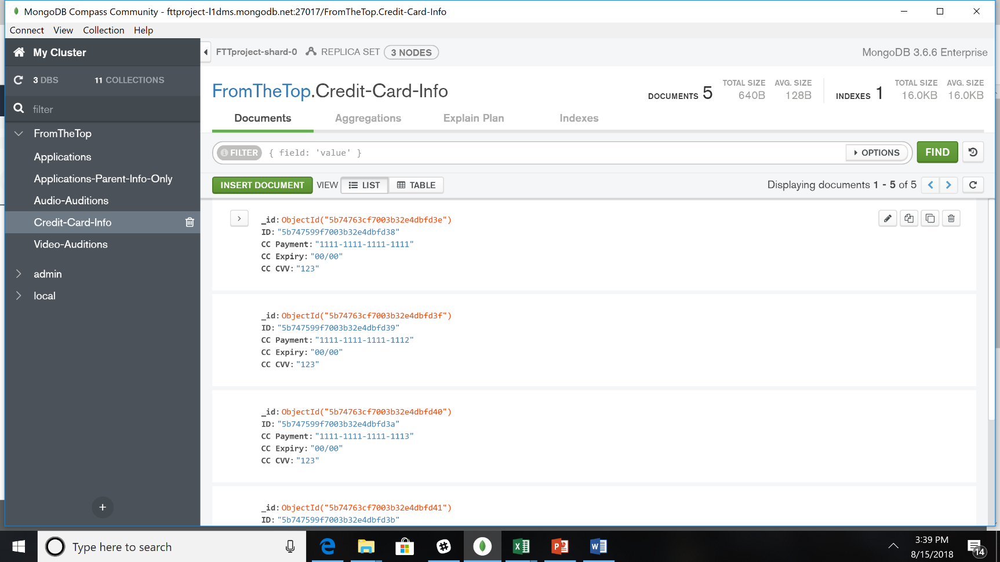 MongoDB Compass Community - fttproject-l1dms.mongodb.net:27017/FromTheTop.Credit-Card-Info
Connect View Collection Help
My Cluster
FTTproject-shard-0 REPLICA SET 3 NODES
MongoDB 3.6.6 Enterprise
3 DBS 11 COLLECTIONS
filter
FromTheTop
Applications
Applications-Parent-Info-Only
Audio-Auditions
Credit-Card-Info
Video-Auditions
admin
local
+
FromTheTop.Credit-Card-Info
DOCUMENTS 5 TOTAL SIZE 640B AVG. SIZE 128B
INDEXES 1 TOTAL SIZE 16.0KB AVG. SIZE 16.0KB
Documents Aggregations Explain Plan Indexes
FILTER { field: 'value' } OPTIONS FIND
INSERT DOCUMENT VIEW LIST TABLE Displaying documents 1 - 5 of 5
_id: ObjectId("5b74763cf7003b32e4dbfd3e")
ID: "5b747599f7003b32e4dbfd38"
CC Payment: "1111-1111-1111-1111"
CC Expiry: "00/00"
CC CVV: "123"
_id: ObjectId("5b74763cf7003b32e4dbfd3f")
ID: "5b747599f7003b32e4dbfd39"
CC Payment: "1111-1111-1111-1112"
CC Expiry: "00/00"
CC CVV: "123"
_id: ObjectId("5b74763cf7003b32e4dbfd40")
ID: "5b747599f7003b32e4dbfd3a"
CC Payment: "1111-1111-1111-1113"
CC Expiry: "00/00"
CC CVV: "123"
_id: ObjectId("5b74763cf7003b32e4dbfd41")
ID: "5b747599f7003b32e4dbfd3b"
Type here to search
3:39 PM
8/15/2018
14